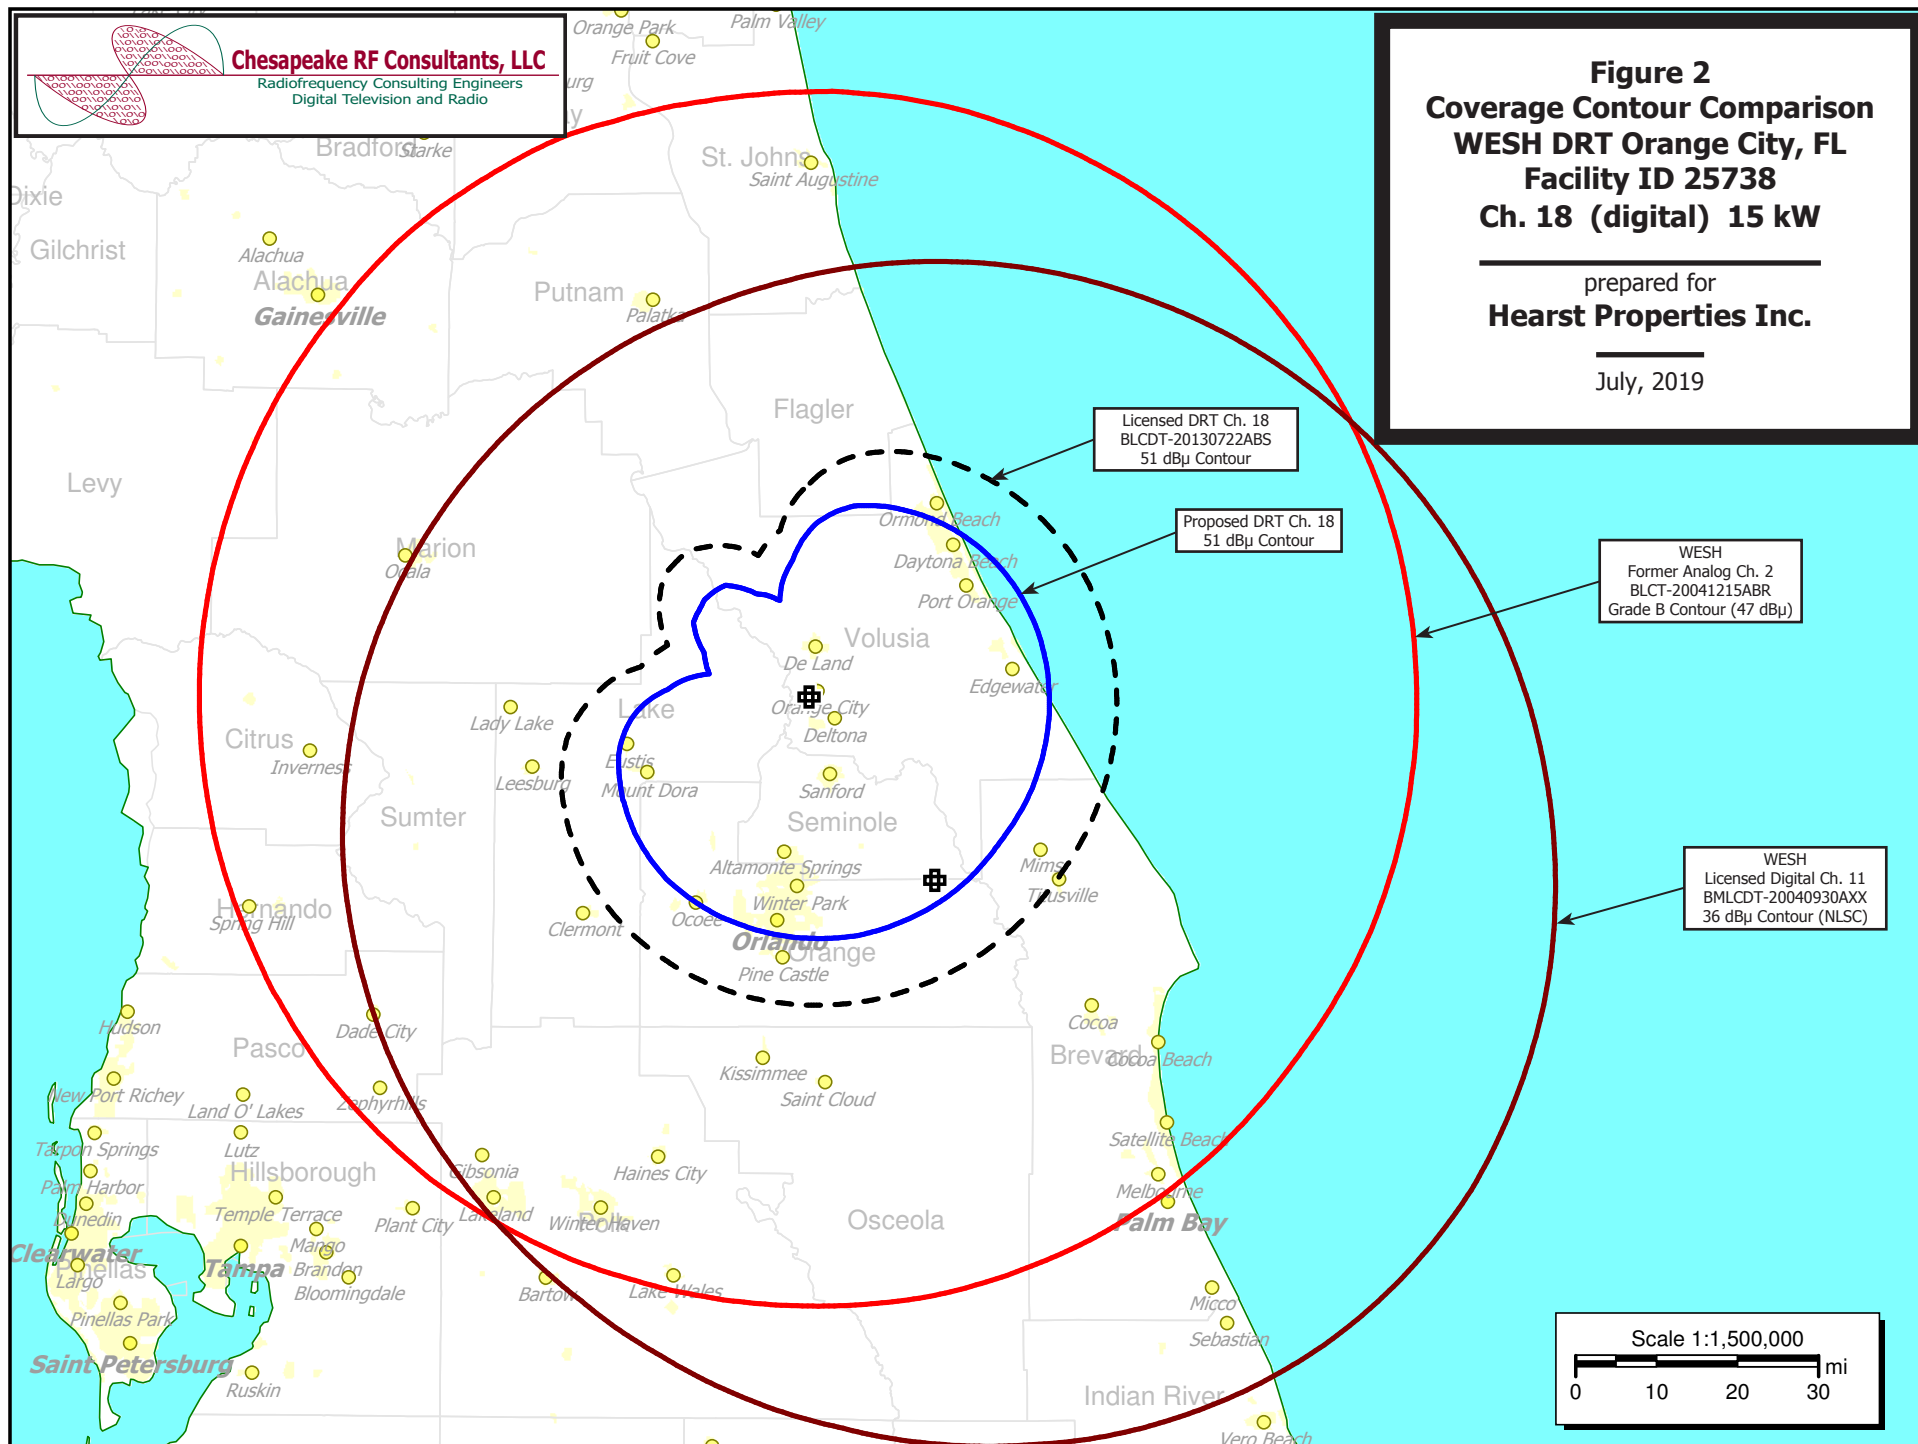 Chesapeake RF Consultants, LLC
Radiofrequency Consulting Engineers
Digital Television and Radio
Figure 2
Coverage Contour Comparison
WESH DRT Orange City, FL
Facility ID 25738
Ch. 18 (digital) 15 kW
prepared for
Hearst Properties Inc.
July, 2019
Orange Park
Palm Valley
Fruit Cove
Bradford
Starke
St. Johns
Saint Augustine
Dixie
Gilchrist
Alachua
Alachua
Gainesville
Putnam
Palatka
Flagler
Licensed DRT Ch. 18
BLCDT-20130722ABS
51 dBµ Contour
Levy
Ormond Beach
Proposed DRT Ch. 18
51 dBµ Contour
Marion
Ocala
Daytona Beach
Port Orange
WESH
Former Analog Ch. 2
BLCT-20041215ABR
Grade B Contour (47 dBµ)
Volusia
De Land
Edgewater
Orange City
Deltona
Lake
Lady Lake
Citrus
Inverness
Leesburg
Eustis
Mount Dora
Sanford
Sumter
Seminole
Altamonte Springs
Mims
Titusville
Winter Park
Ocoee
Clermont
Orlando
Orange
Pine Castle
Hernando
Spring Hill
WESH
Licensed Digital Ch. 11
BMLCDT-20040930AXX
36 dBµ Contour (NLSC)
Hudson
Dade City
Pasco
Cocoa
Brevard
Cocoa Beach
Kissimmee
Saint Cloud
New Port Richey
Land O' Lakes
Zephyrhills
Tarpon Springs
Lutz
Satellite Beach
Hillsborough
Gibsonia
Haines City
Palm Harbor
Melbourne
Dunedin
Temple Terrace
Plant City
Lakeland
Winter Haven
Polk
Osceola
Palm Bay
Clearwater
Mango
Pinellas
Largo
Tampa
Brandon
Bloomingdale
Bartow
Lake Wales
Micco
Pinellas Park
Sebastian
Saint Petersburg
Ruskin
Indian River
Vero Beach
Scale 1:1,500,000
mi
0 10 20 30